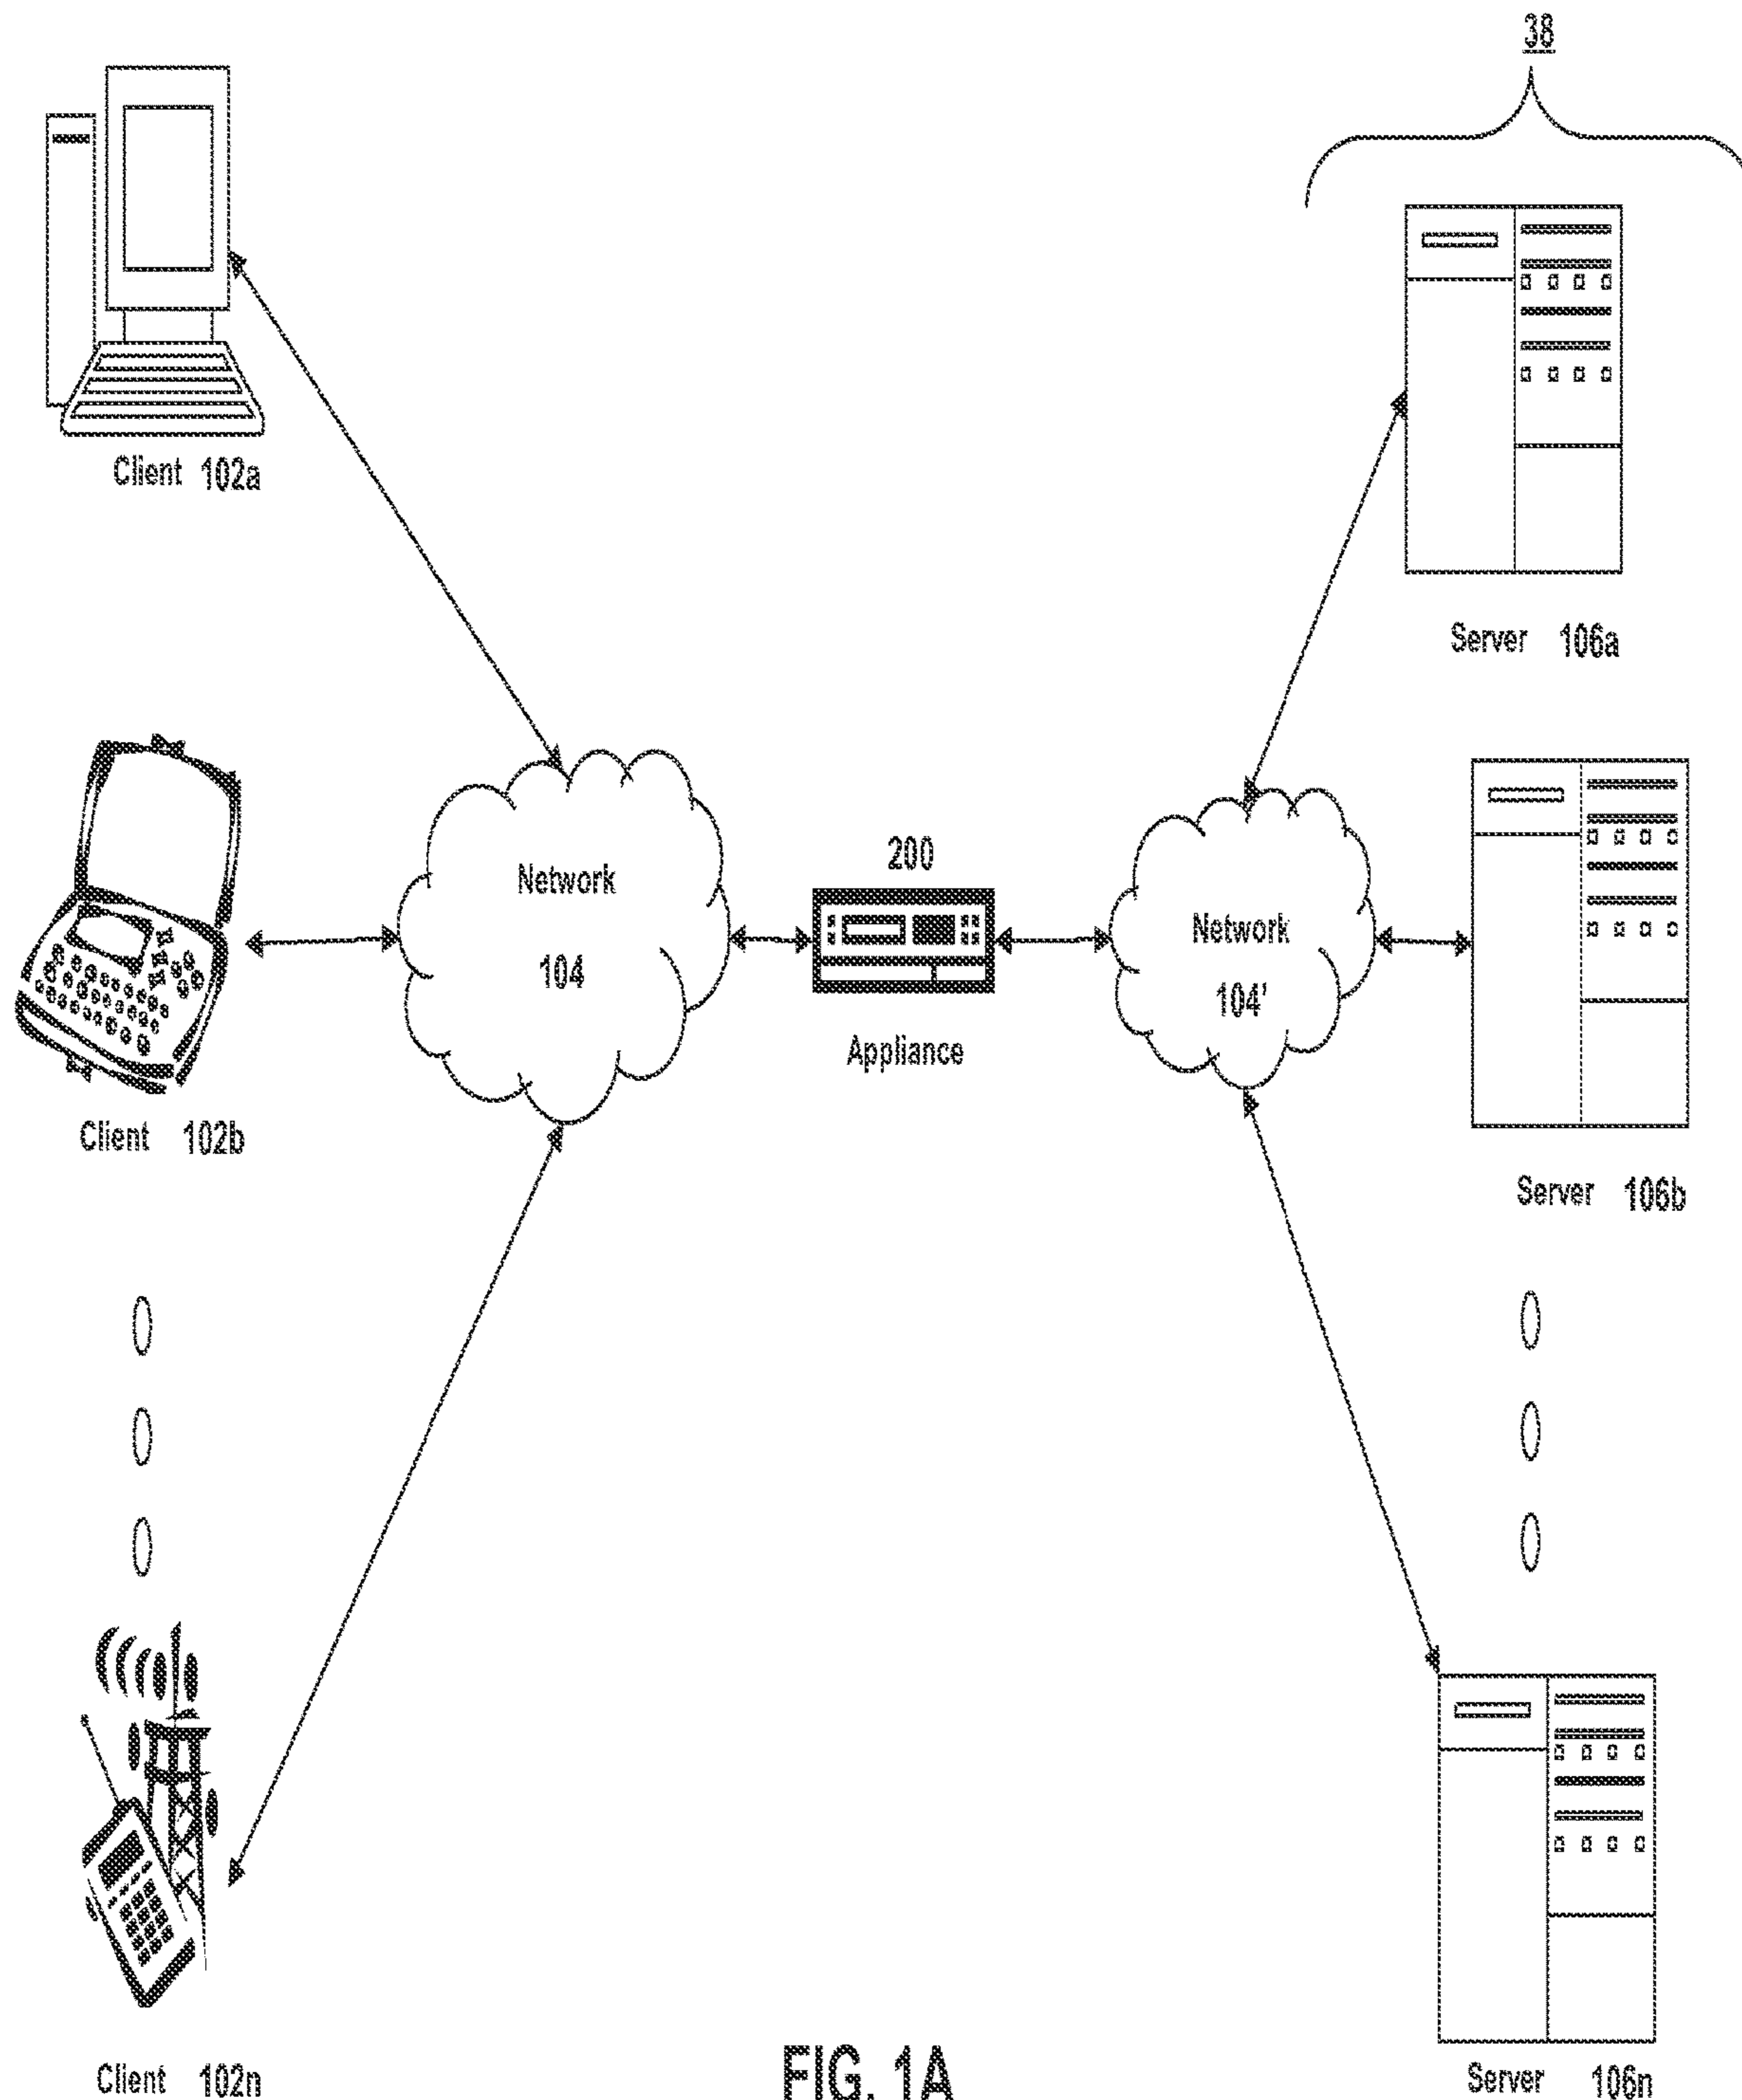 38
Client 102a
Server 106a
Network
104
200
Appliance
Network
104'
Client 102b
Server 106b
Client 102n
FIG. 1A
Server 106n